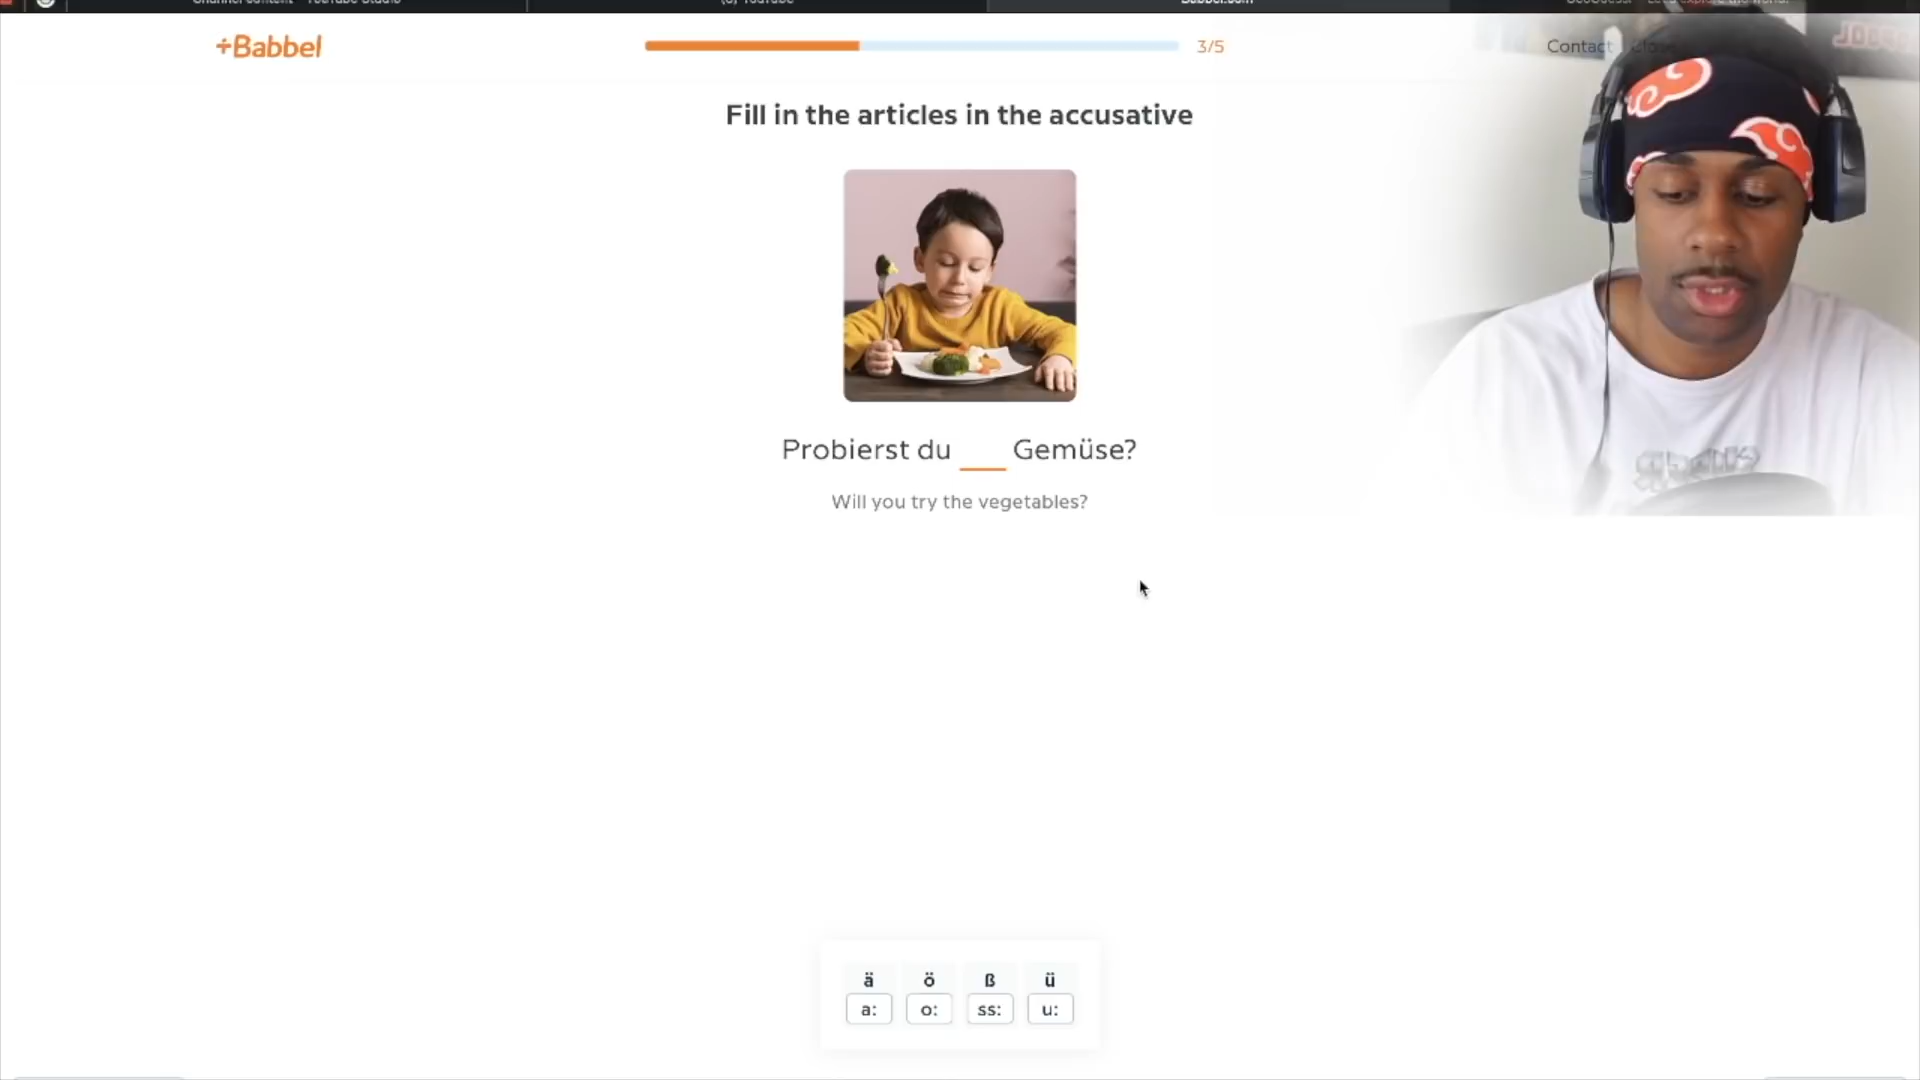 +Babbel
3/5
Contact
Fill in the articles in the accusative
Probierst du ___ Gemüse?
Will you try the vegetables?
ä ö ß ü
a: o: ss: u: